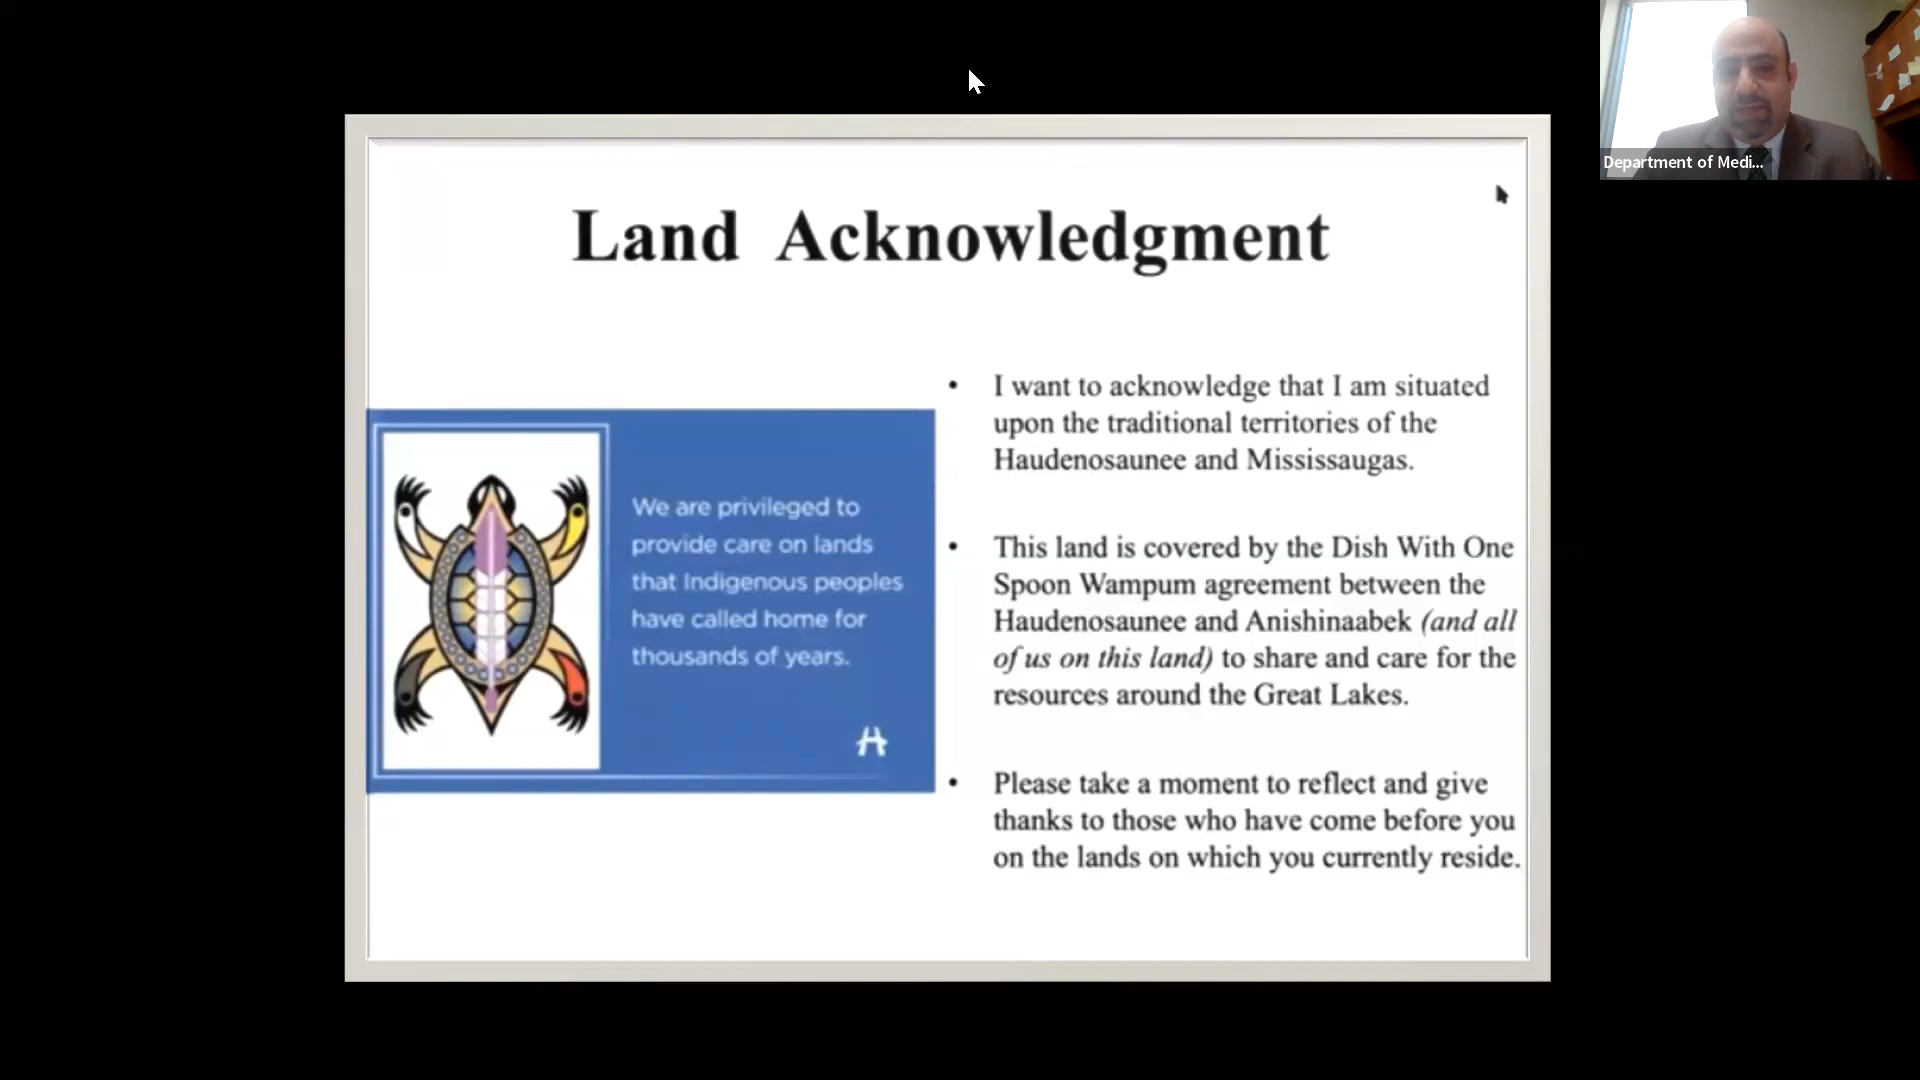 Department of Medi...
Land Acknowledgment
We are privileged to
provide care on lands
that Indigenous peoples
have called home for
thousands of years.
• I want to acknowledge that I am situated
upon the traditional territories of the
Haudenosaunee and Mississaugas.
• This land is covered by the Dish With One
Spoon Wampum agreement between the
Haudenosaunee and Anishinaabek (and all
of us on this land) to share and care for the
resources around the Great Lakes.
• Please take a moment to reflect and give
thanks to those who have come before you
on the lands on which you currently reside.